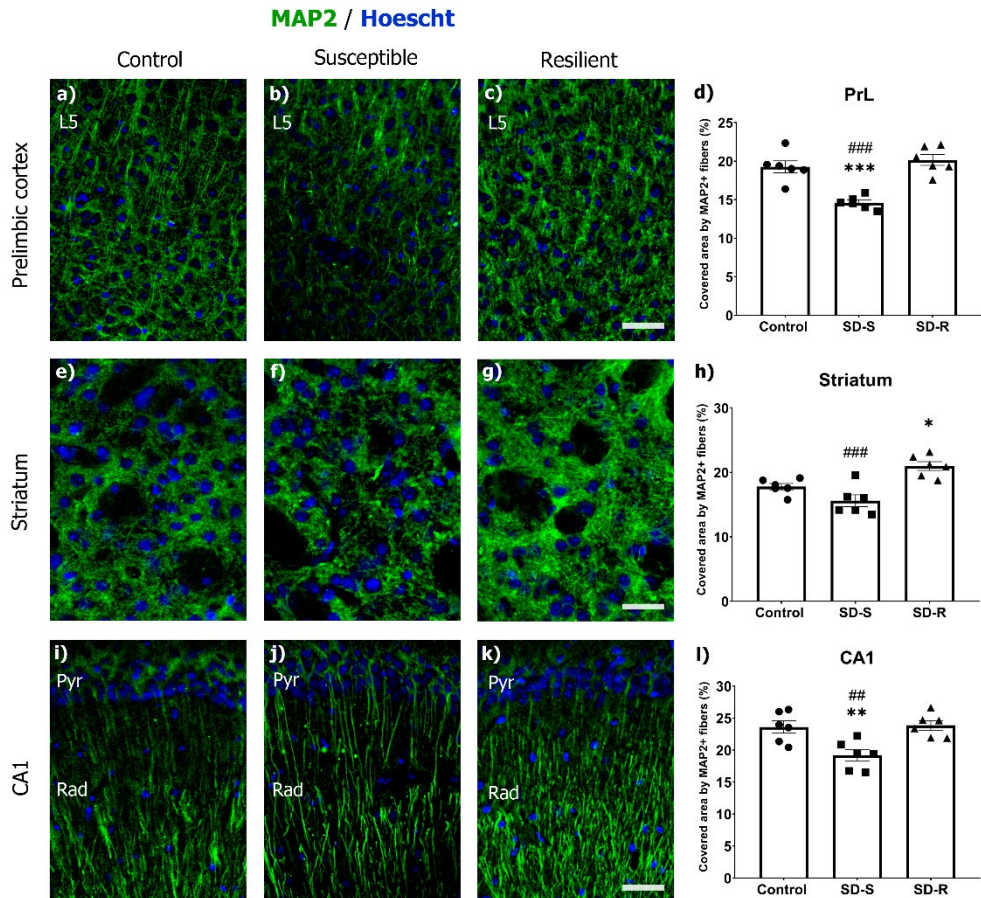 MAP2 / Hoescht
Control
Susceptible
Resilient
Prelimbic cortex
a)
L5
b)
L5
c)
L5
d)
PrL
Covered area by MAP2+ fibers (%)
25
20
15
10
5
0
###
***
Control
SD-S
SD-R
Striatum
e)
f)
g)
h)
Striatum
Covered area by MAP2+ fibers (%)
30
20
10
0
###
*
Control
SD-S
SD-R
CA1
i)
Pyr
Rad
j)
Pyr
Rad
k)
Pyr
Rad
l)
CA1
Covered area by MAP2+ fibers (%)
30
25
20
15
10
5
0
##
**
Control
SD-S
SD-R